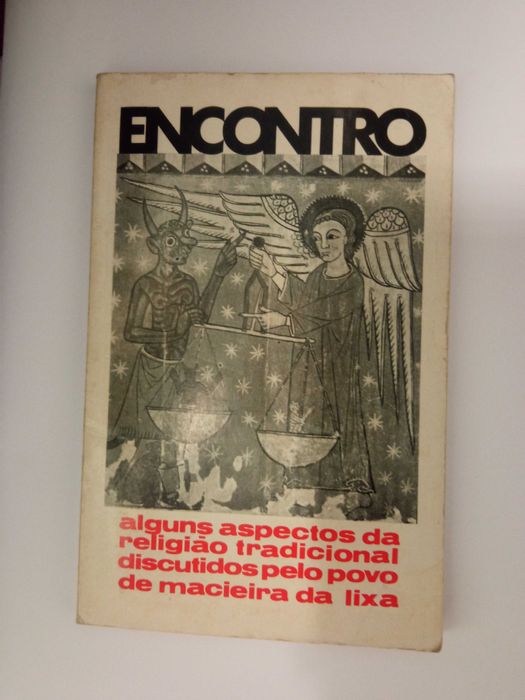 ENCONTRO
alguns aspectos da
religião tradicional
discutidos pelo povo
de macieira da lixa